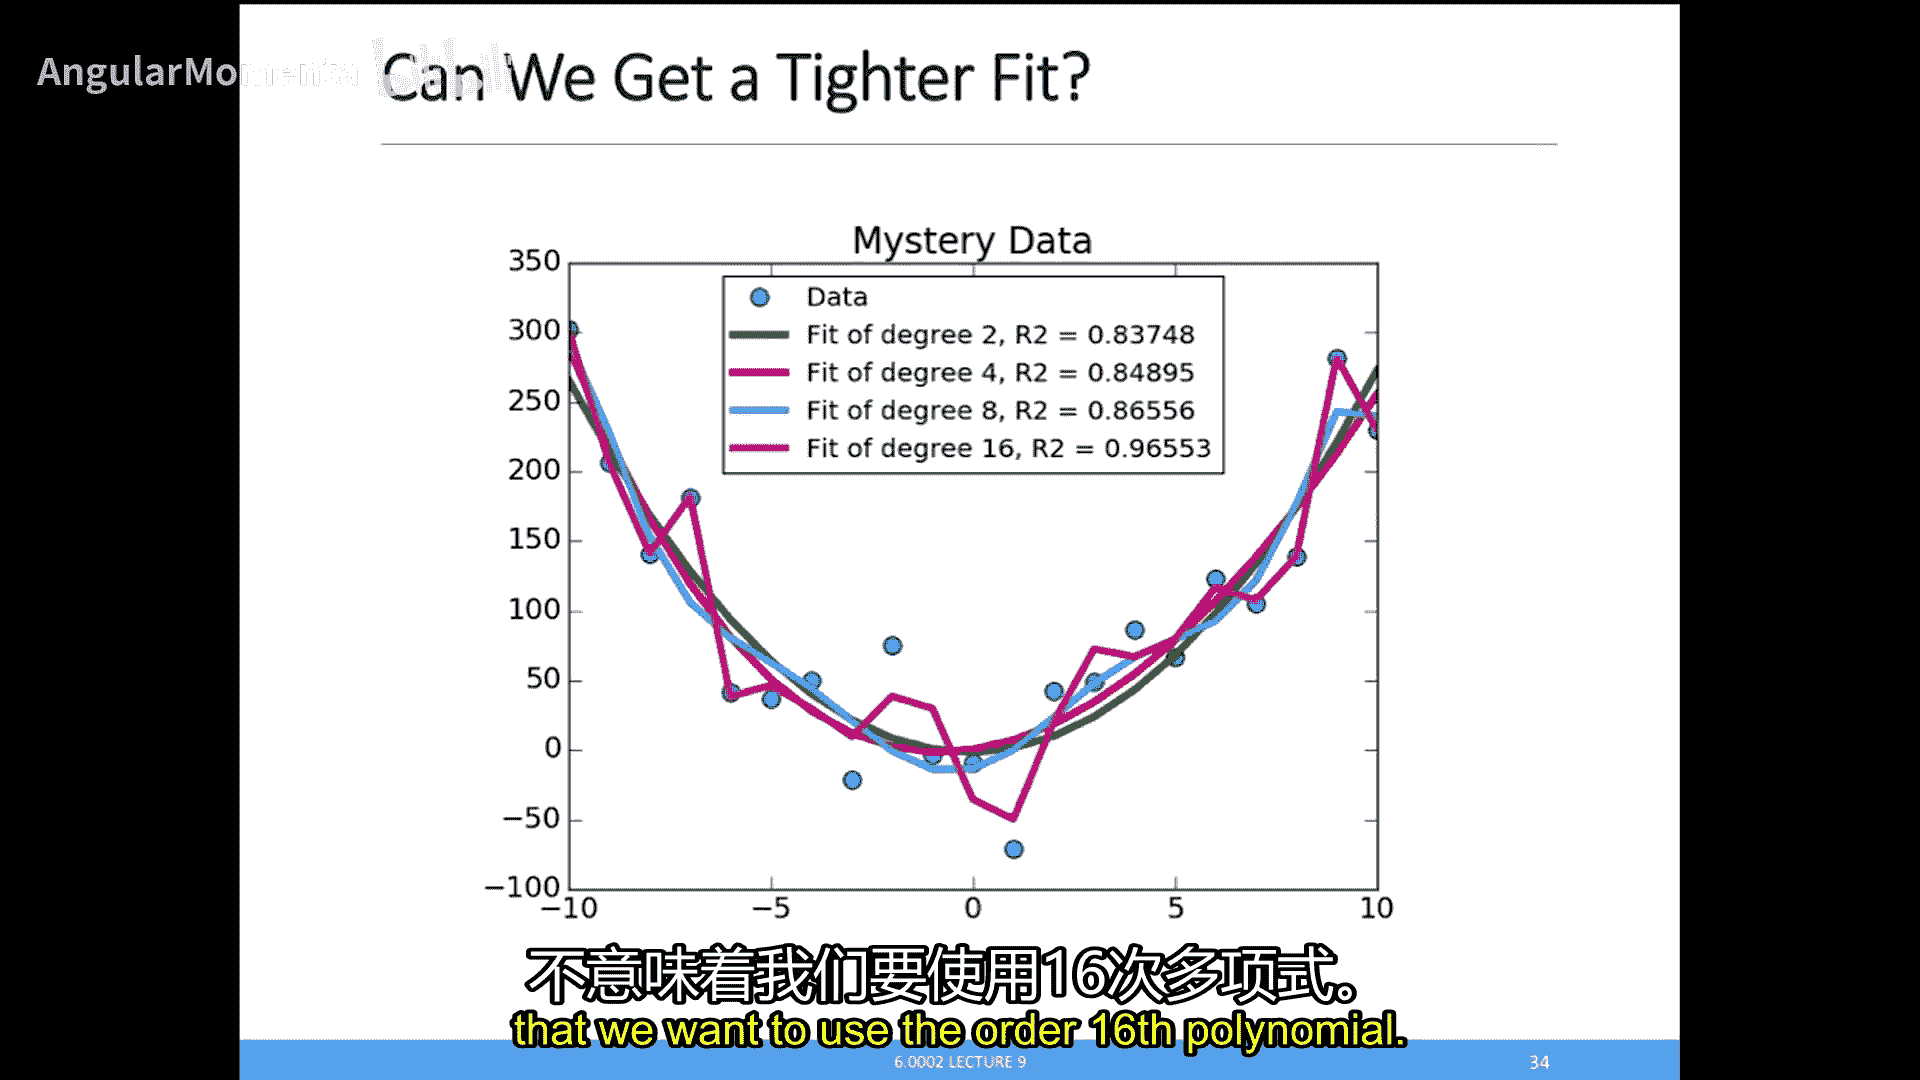 AngularMomenta
Can We Get a Tighter Fit?
Mystery Data
350
300
250
200
150
100
50
0
−50
−100
Data
Fit of degree 2, R2 = 0.83748
Fit of degree 4, R2 = 0.84895
Fit of degree 8, R2 = 0.86556
Fit of degree 16, R2 = 0.96553
−10
−5
0
5
10
不意味着我们要使用16次多项式。
that we want to use the order 16th polynomial.
6.0002 LECTURE 9
34